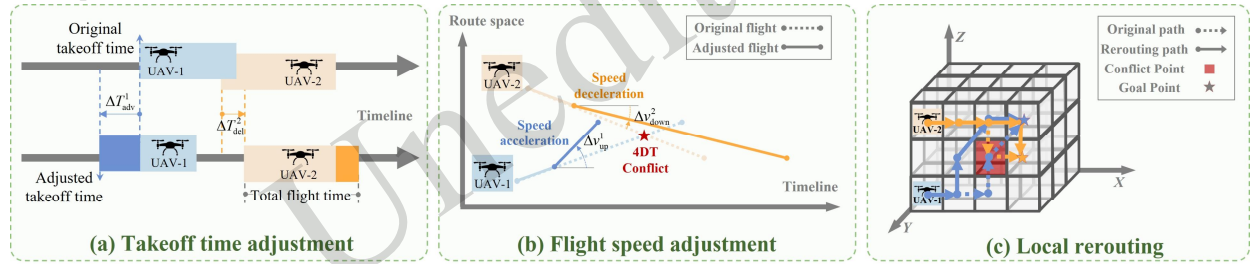 Original
takeoff time
UAV-1
UAV-2
ΔT¹adv
ΔT²del
Timeline
UAV-1
UAV-2
Adjusted
takeoff time
Total flight time
(a) Takeoff time adjustment
Route space
Original flight
Adjusted flight
UAV-2
Speed
deceleration
Δv²down
Speed
acceleration
Δv¹up
4DT
Conflict
UAV-1
Timeline
(b) Flight speed adjustment
Z
Original path
Rerouting path
Conflict Point
Goal Point
UAV-2
UAV-1
X
Y
(c) Local rerouting
Unedi